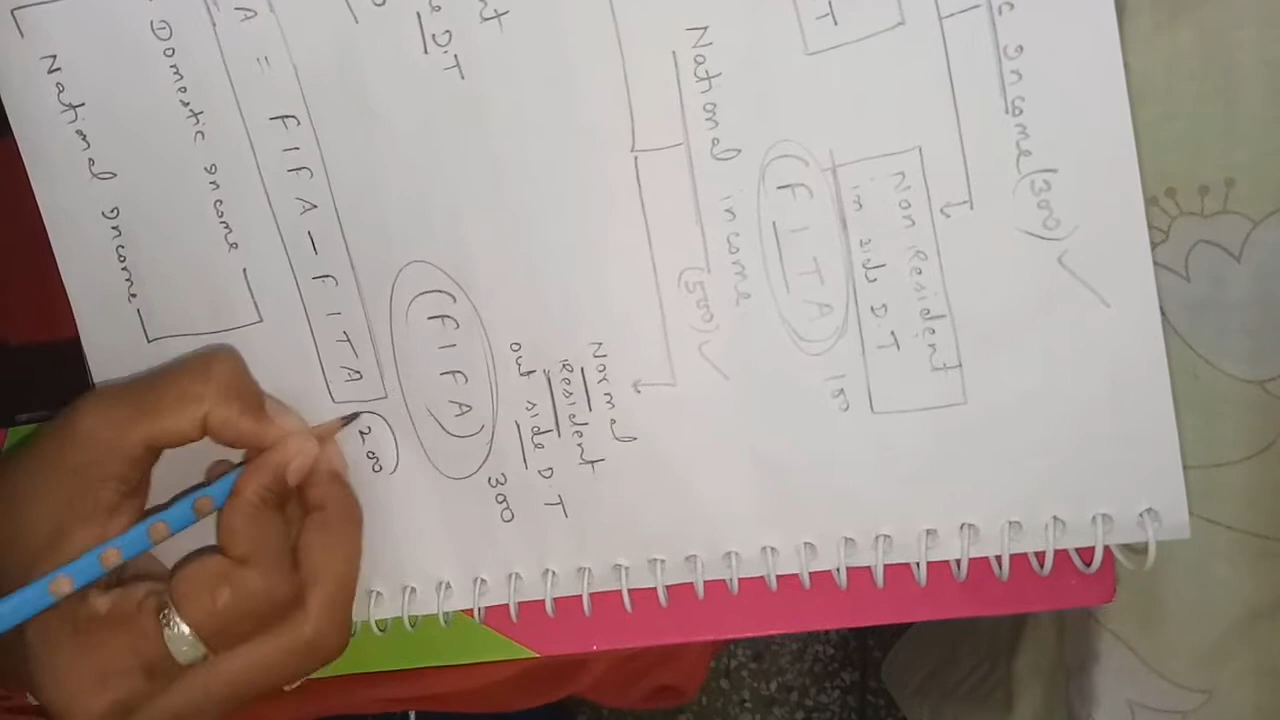 Income (300) ✓
Non Resident
in side D.T
(FITA) 100
T
National income (500) ✓
Normal
Resident
out side D.T
(FIFA) 300
D.T
A = FIFA - FITA (200)
Domestic Income
National Income